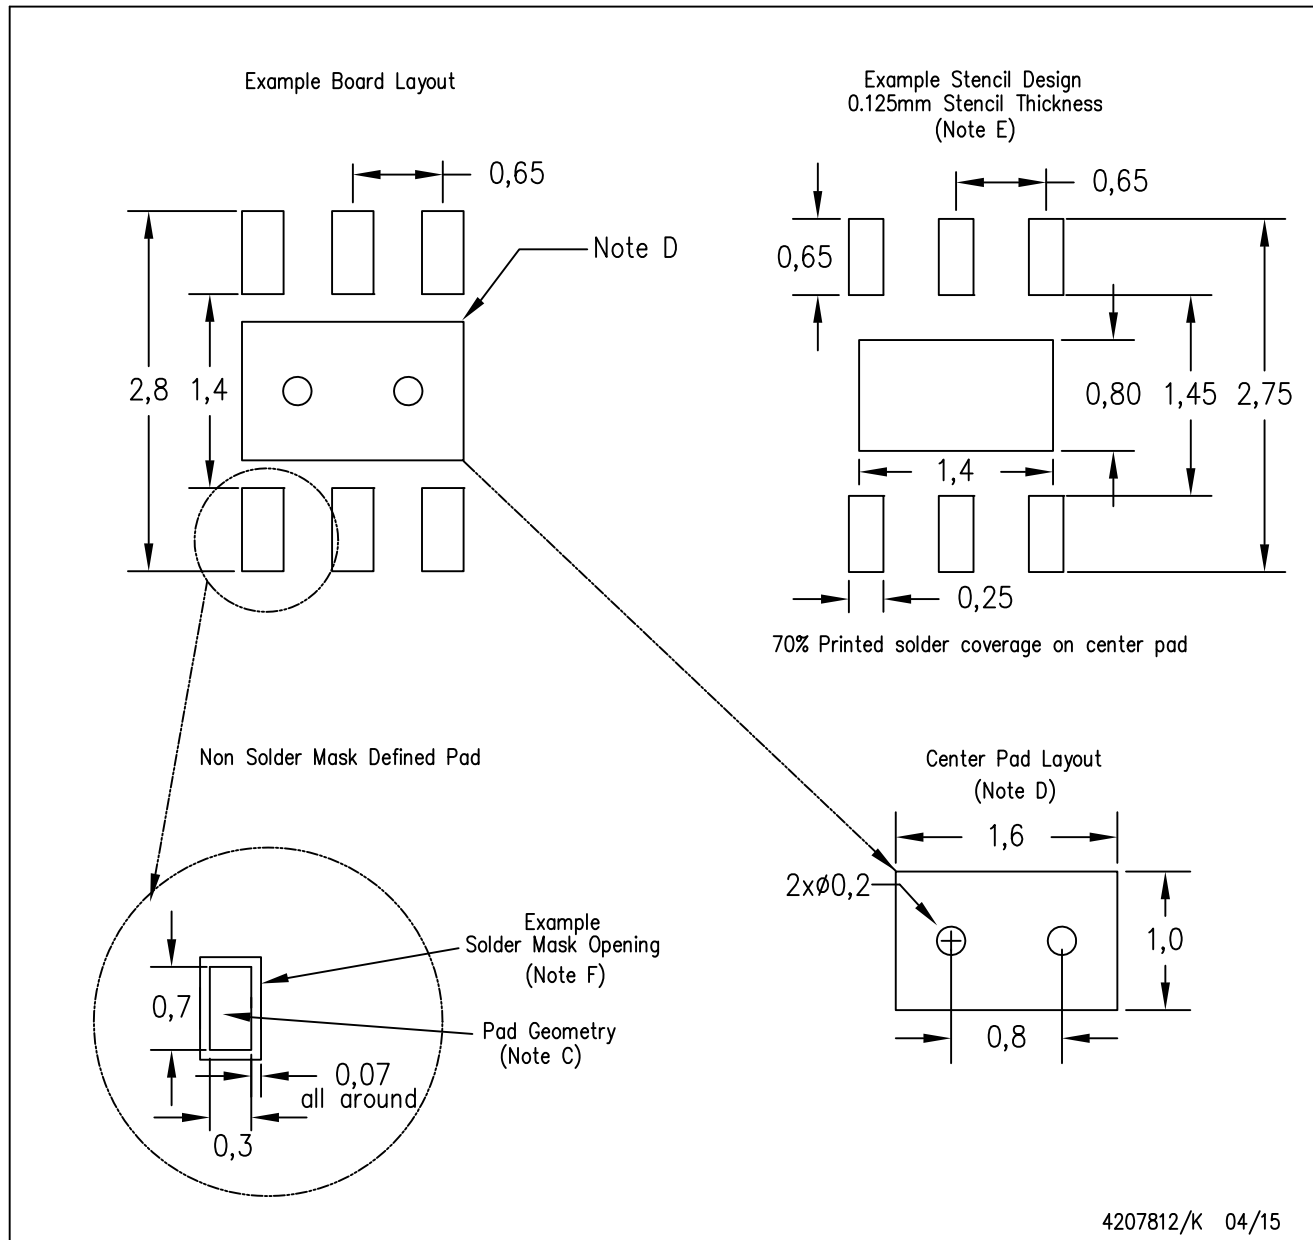 Example Board Layout
0,65
Note D
2,8
1,4
Example Stencil Design
0.125mm Stencil Thickness
(Note E)
0,65
0,65
0,80
1,45
2,75
1,4
0,25
70% Printed solder coverage on center pad
Non Solder Mask Defined Pad
Example
Solder Mask Opening
(Note F)
0,7
Pad Geometry
(Note C)
0,07
all around
0,3
Center Pad Layout
(Note D)
1,6
2xø0,2
1,0
0,8
4207812/K 04/15